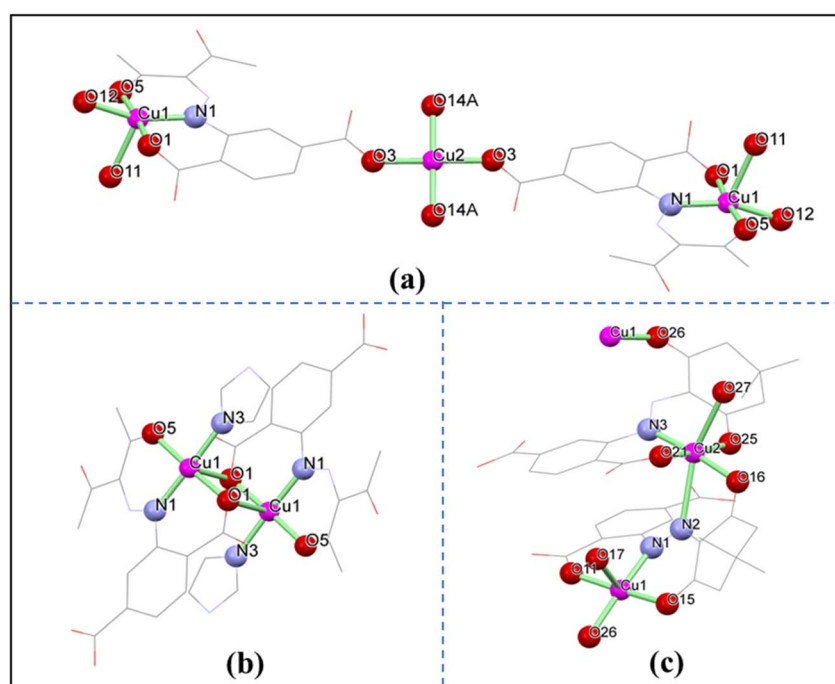 O14A
O5
O12
Cu1
N1
O1
O11
O3
Cu2
O3
O14A
O11
O1
N1
Cu1
O12
O5
(a)
Cu1
O26
O27
N3
O5
N3
Cu1
O1
O1
N1
N1
Cu1
O5
N3
(b)
O21
Cu2
O25
O16
N2
N1
O17
O11
Cu1
O15
O26
(c)